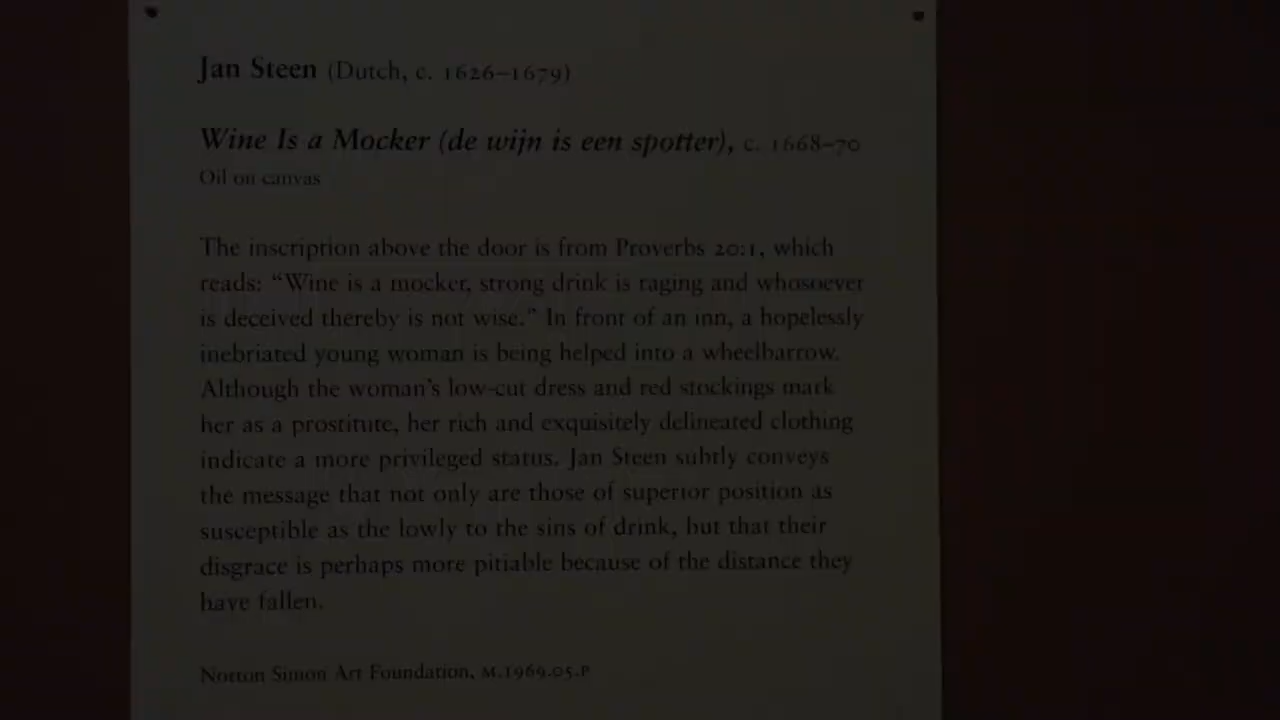 Jan Steen (Dutch, c. 1626–1679)
Wine Is a Mocker (de wijn is een spotter), c. 1668–70
Oil on canvas
The inscription above the door is from Proverbs 20:1, which
reads: “Wine is a mocker, strong drink is raging and whosoever
is deceived thereby is not wise.” In front of an inn, a hopelessly
inebriated young woman is being helped into a wheelbarrow.
Although the woman’s low-cut dress and red stockings mark
her as a prostitute, her rich and exquisitely delineated clothing
indicate a more privileged status. Jan Steen subtly conveys
the message that not only are those of superior position as
susceptible as the lowly to the sins of drink, but that their
disgrace is perhaps more pitiable because of the distance they
have fallen.
Norton Simon Art Foundation, M.1969.05.P